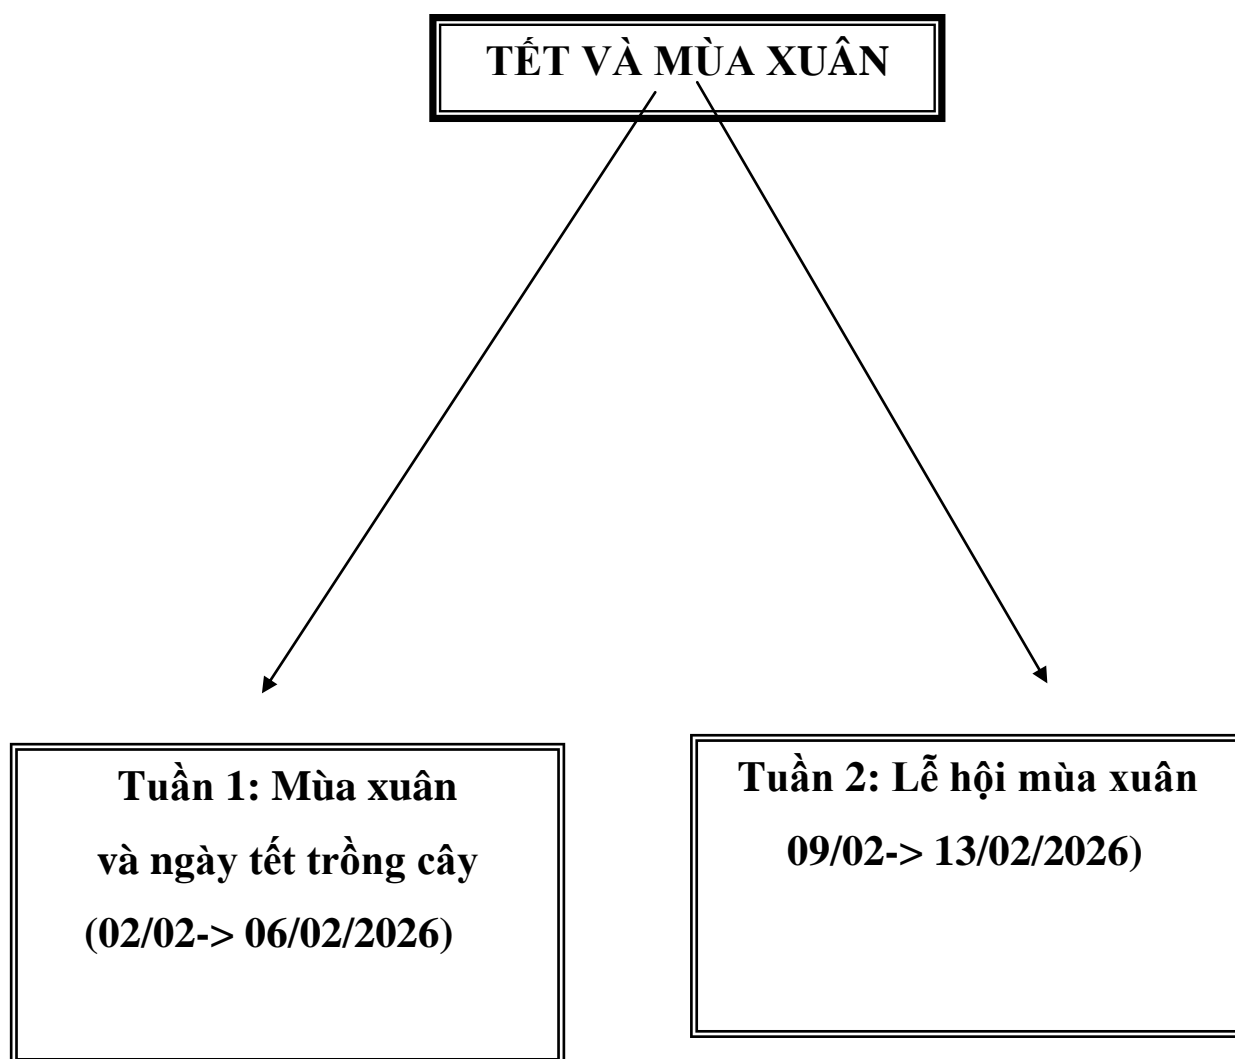 TẾT VÀ MÙA XUÂN
Tuần 1: Mùa xuân
và ngày tết trồng cây
(02/02-> 06/02/2026)
Tuần 2: Lễ hội mùa xuân
09/02-> 13/02/2026)